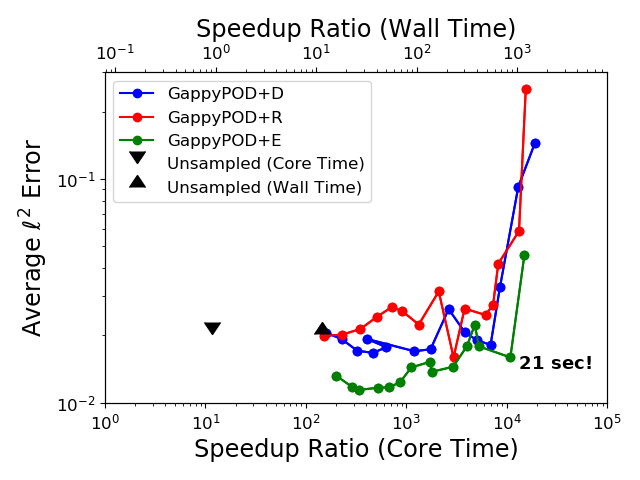 Speedup Ratio (Wall Time)
10⁻¹ 10⁰ 10¹ 10² 10³
GappyPOD+D
GappyPOD+R
GappyPOD+E
Unsampled (Core Time)
Unsampled (Wall Time)
Average ℓ² Error
10⁻¹
10⁻²
21 sec!
10⁰ 10¹ 10² 10³ 10⁴ 10⁵
Speedup Ratio (Core Time)